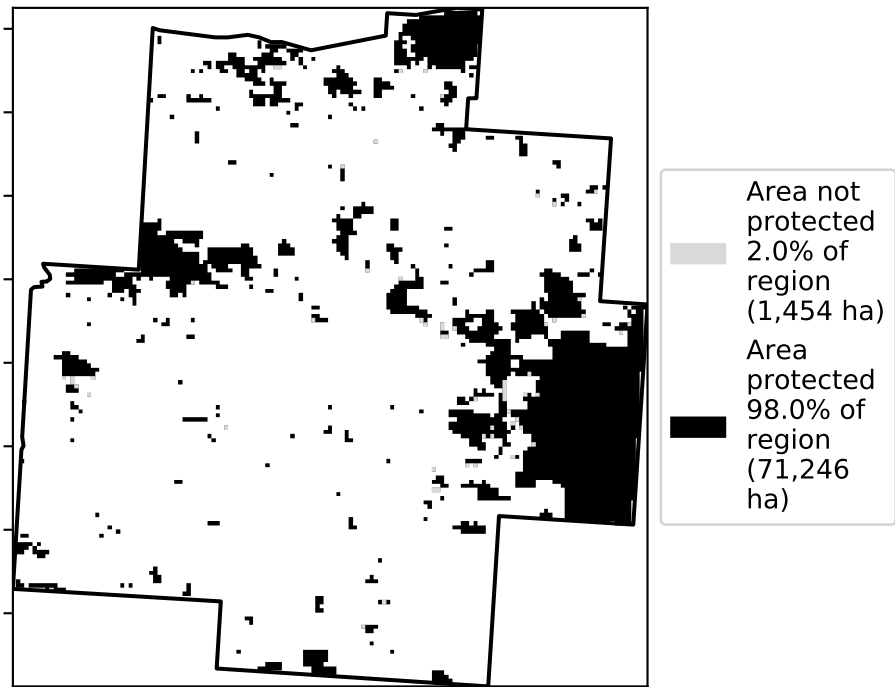 Area not
protected
2.0% of
region
(1,454 ha)
Area
protected
98.0% of
region
(71,246
ha)